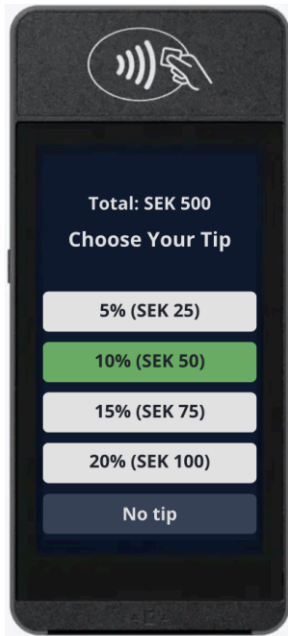 Total: SEK 500
Choose Your Tip
5% (SEK 25)
10% (SEK 50)
15% (SEK 75)
20% (SEK 100)
No tip